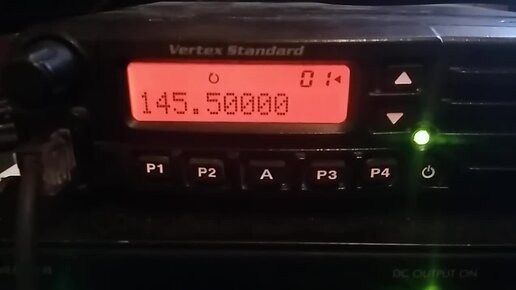 Vertex Standard
01
145.50000
P1 P2 A P3 P4
DC OUTPUT ON